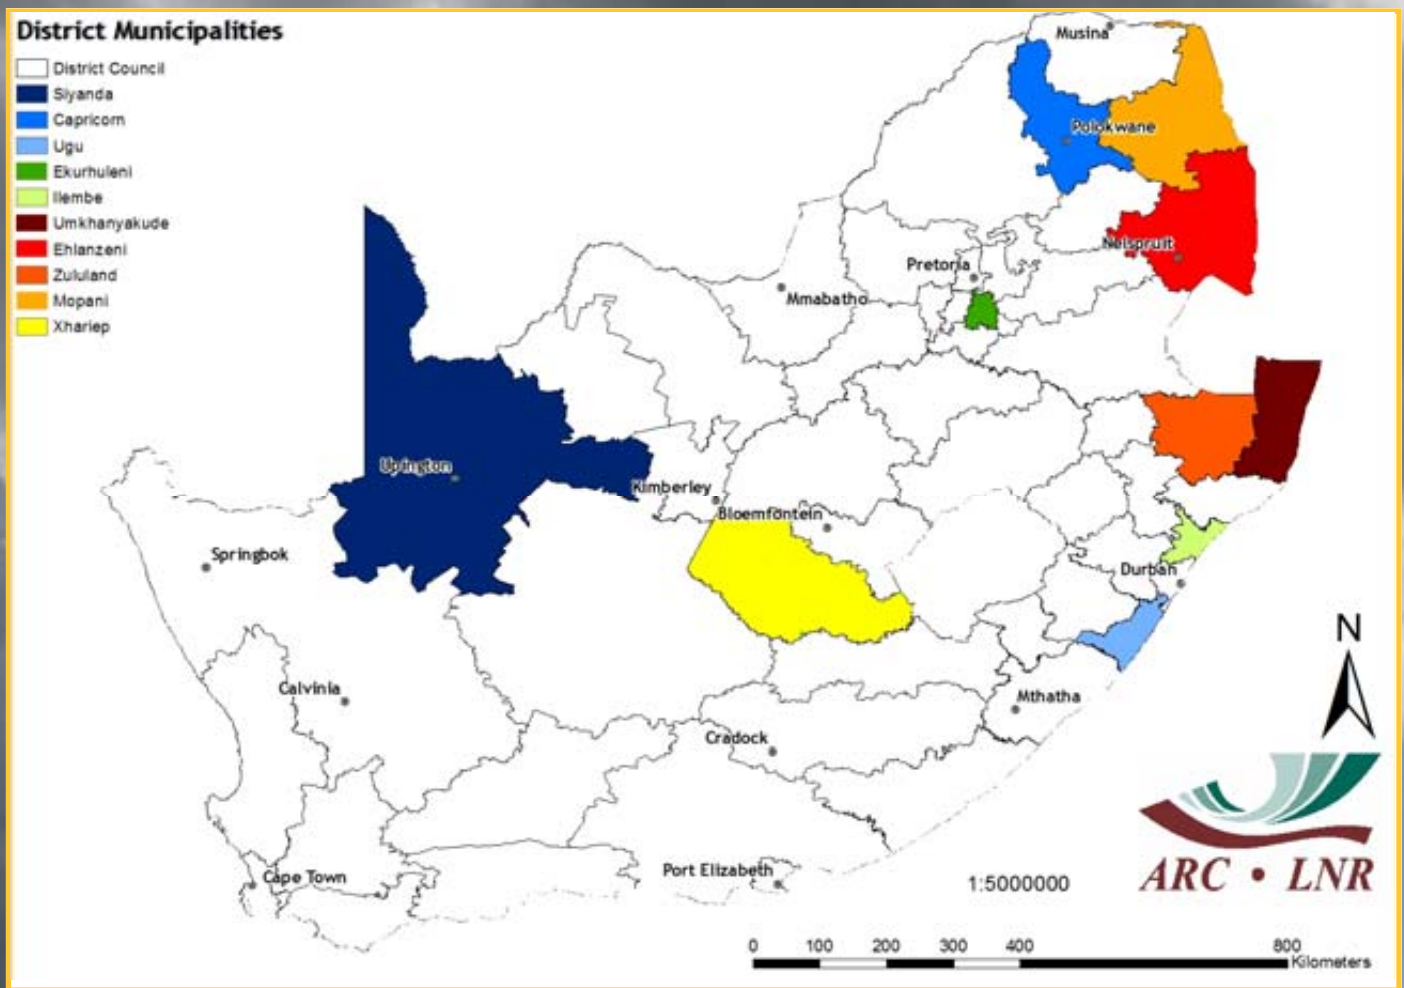 District Municipalities
District Council
Siyanda
Capricorn
Ugu
Ekurhuleni
Ilembe
Umkhanyakude
Ehlanzeni
Zululand
Mopani
Xhariep
Musina
Polokwane
Nelspruit
Pretoria
Mmabatho
Upington
Kimberley
Bloemfontein
Springbok
Durban
N
Calvinia
Mthatha
Cradock
Port Elizabeth
Cape Town
1:5000000
ARC • LNR
0 100 200 300 400 800
Kilometers